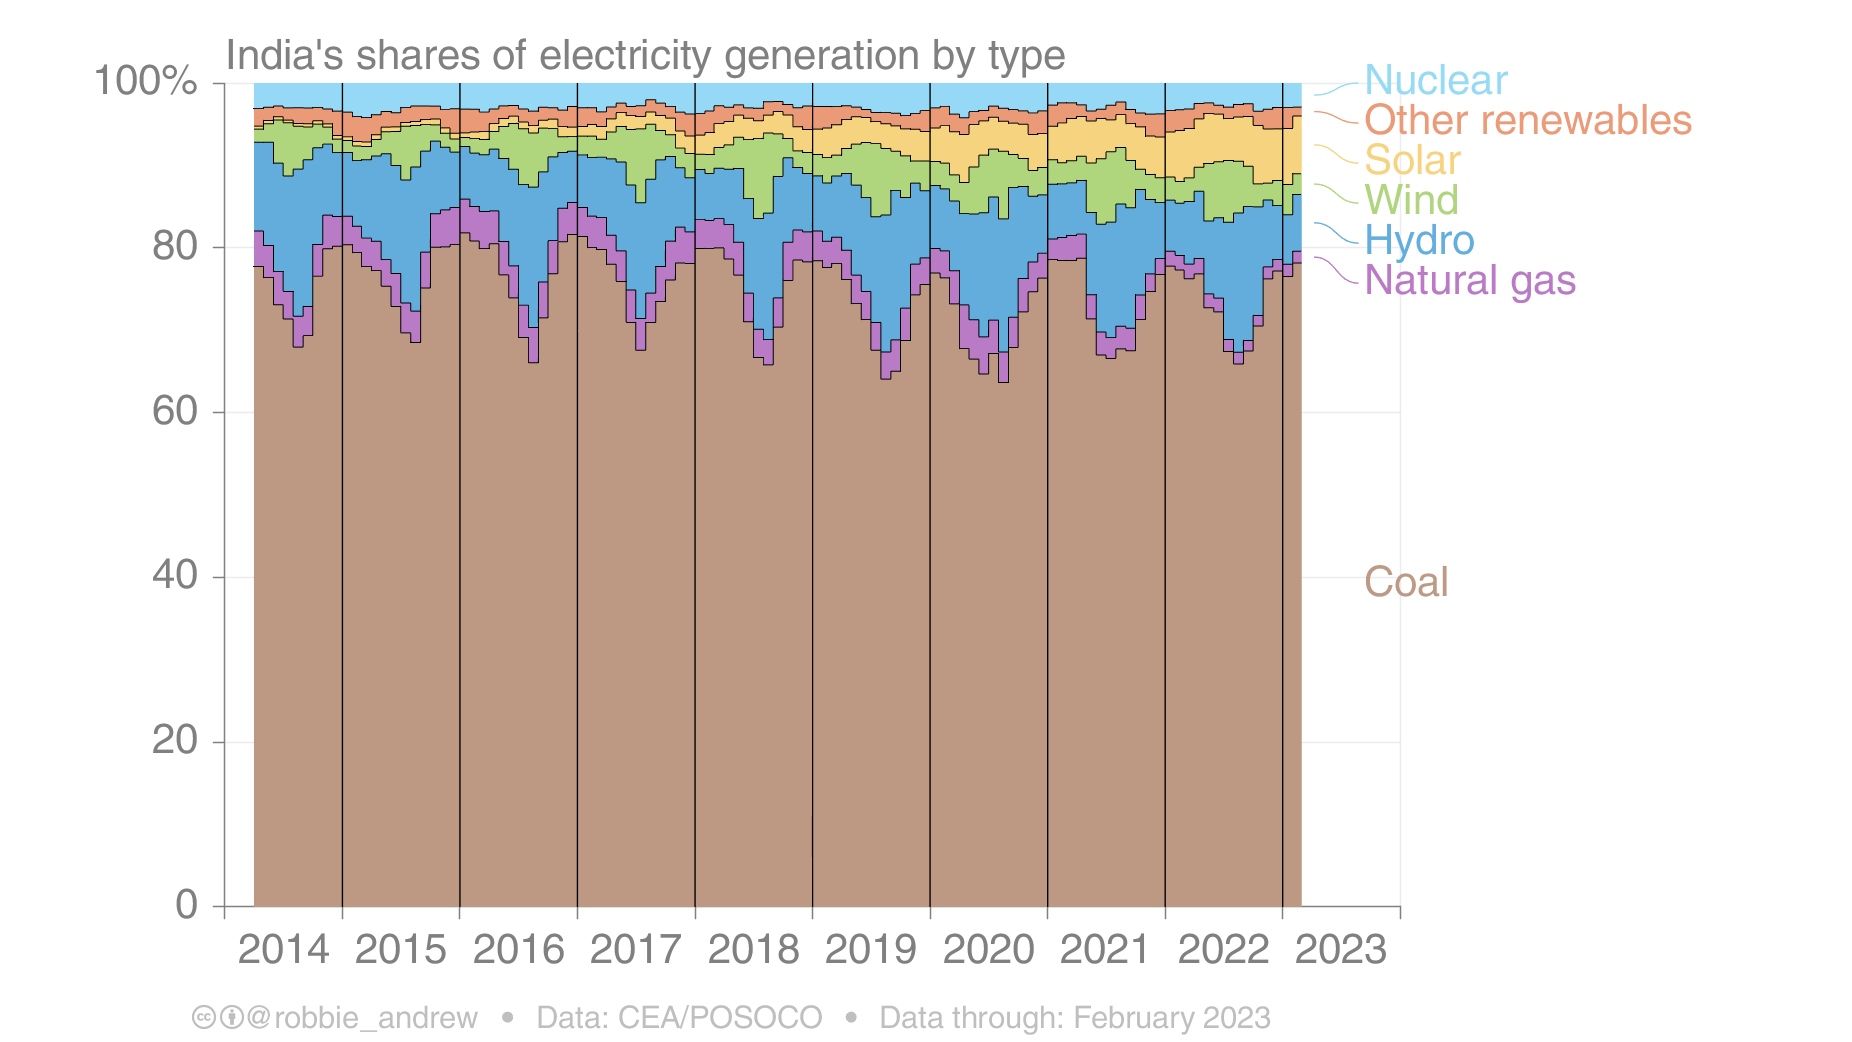 India's shares of electricity generation by type
100%
80
60
40
20
0
Nuclear
Other renewables
Solar
Wind
Hydro
Natural gas
Coal
2014 2015 2016 2017 2018 2019 2020 2021 2022 2023
@robbie_andrew • Data: CEA/POSOCO • Data through: February 2023